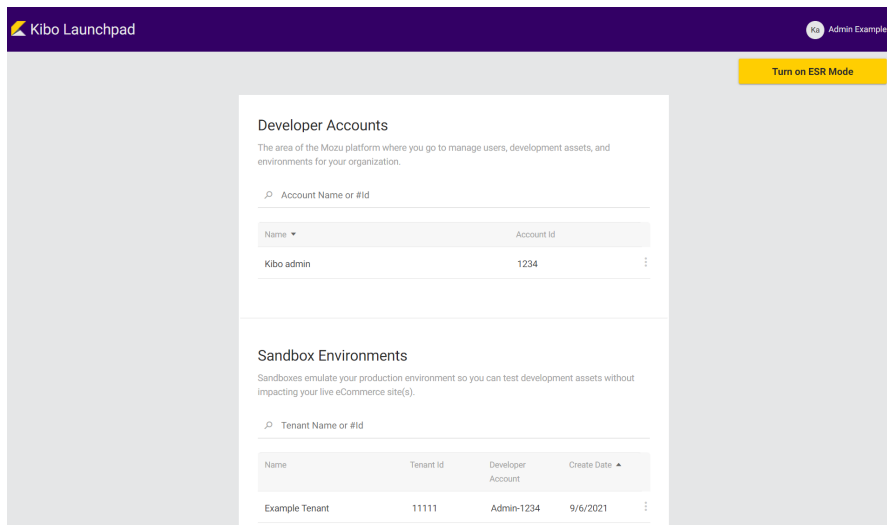 Kibo Launchpad
Ka Admin Example
Turn on ESR Mode
Developer Accounts
The area of the Mozu platform where you go to manage users, development assets, and
environments for your organization.
Account Name or #Id
Name Account Id
Kibo admin 1234
Sandbox Environments
Sandboxes emulate your production environment so you can test development assets without
impacting your live eCommerce site(s).
Tenant Name or #Id
Name Tenant Id Developer Create Date
Account
Example Tenant 11111 Admin-1234 9/6/2021